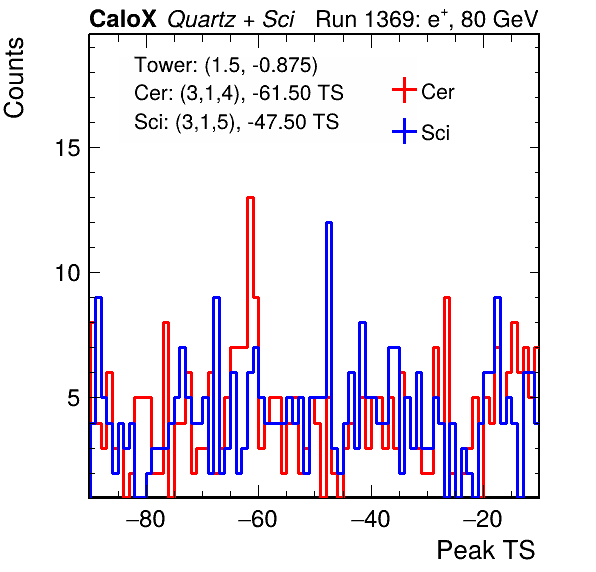 CaloX Quartz + Sci Run 1369: e+, 80 GeV
Counts
Tower: (1.5, -0.875)
Cer: (3,1,4), -61.50 TS
Sci: (3,1,5), -47.50 TS
Cer
Sci
15
10
5
−80 −60 −40 −20
Peak TS